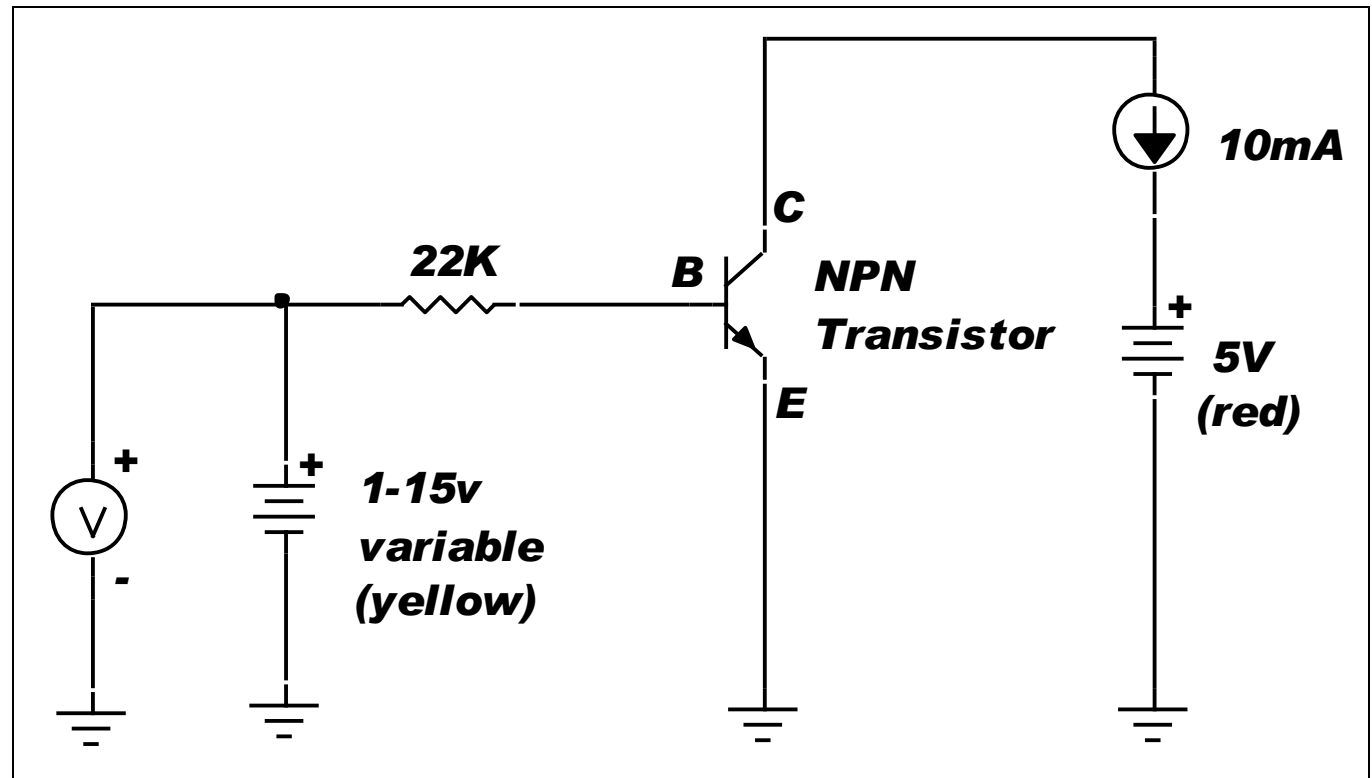 10mA
C
22K
B
NPN
Transistor
+
5V
(red)
E
+
+
1-15v
variable
(yellow)
V
-